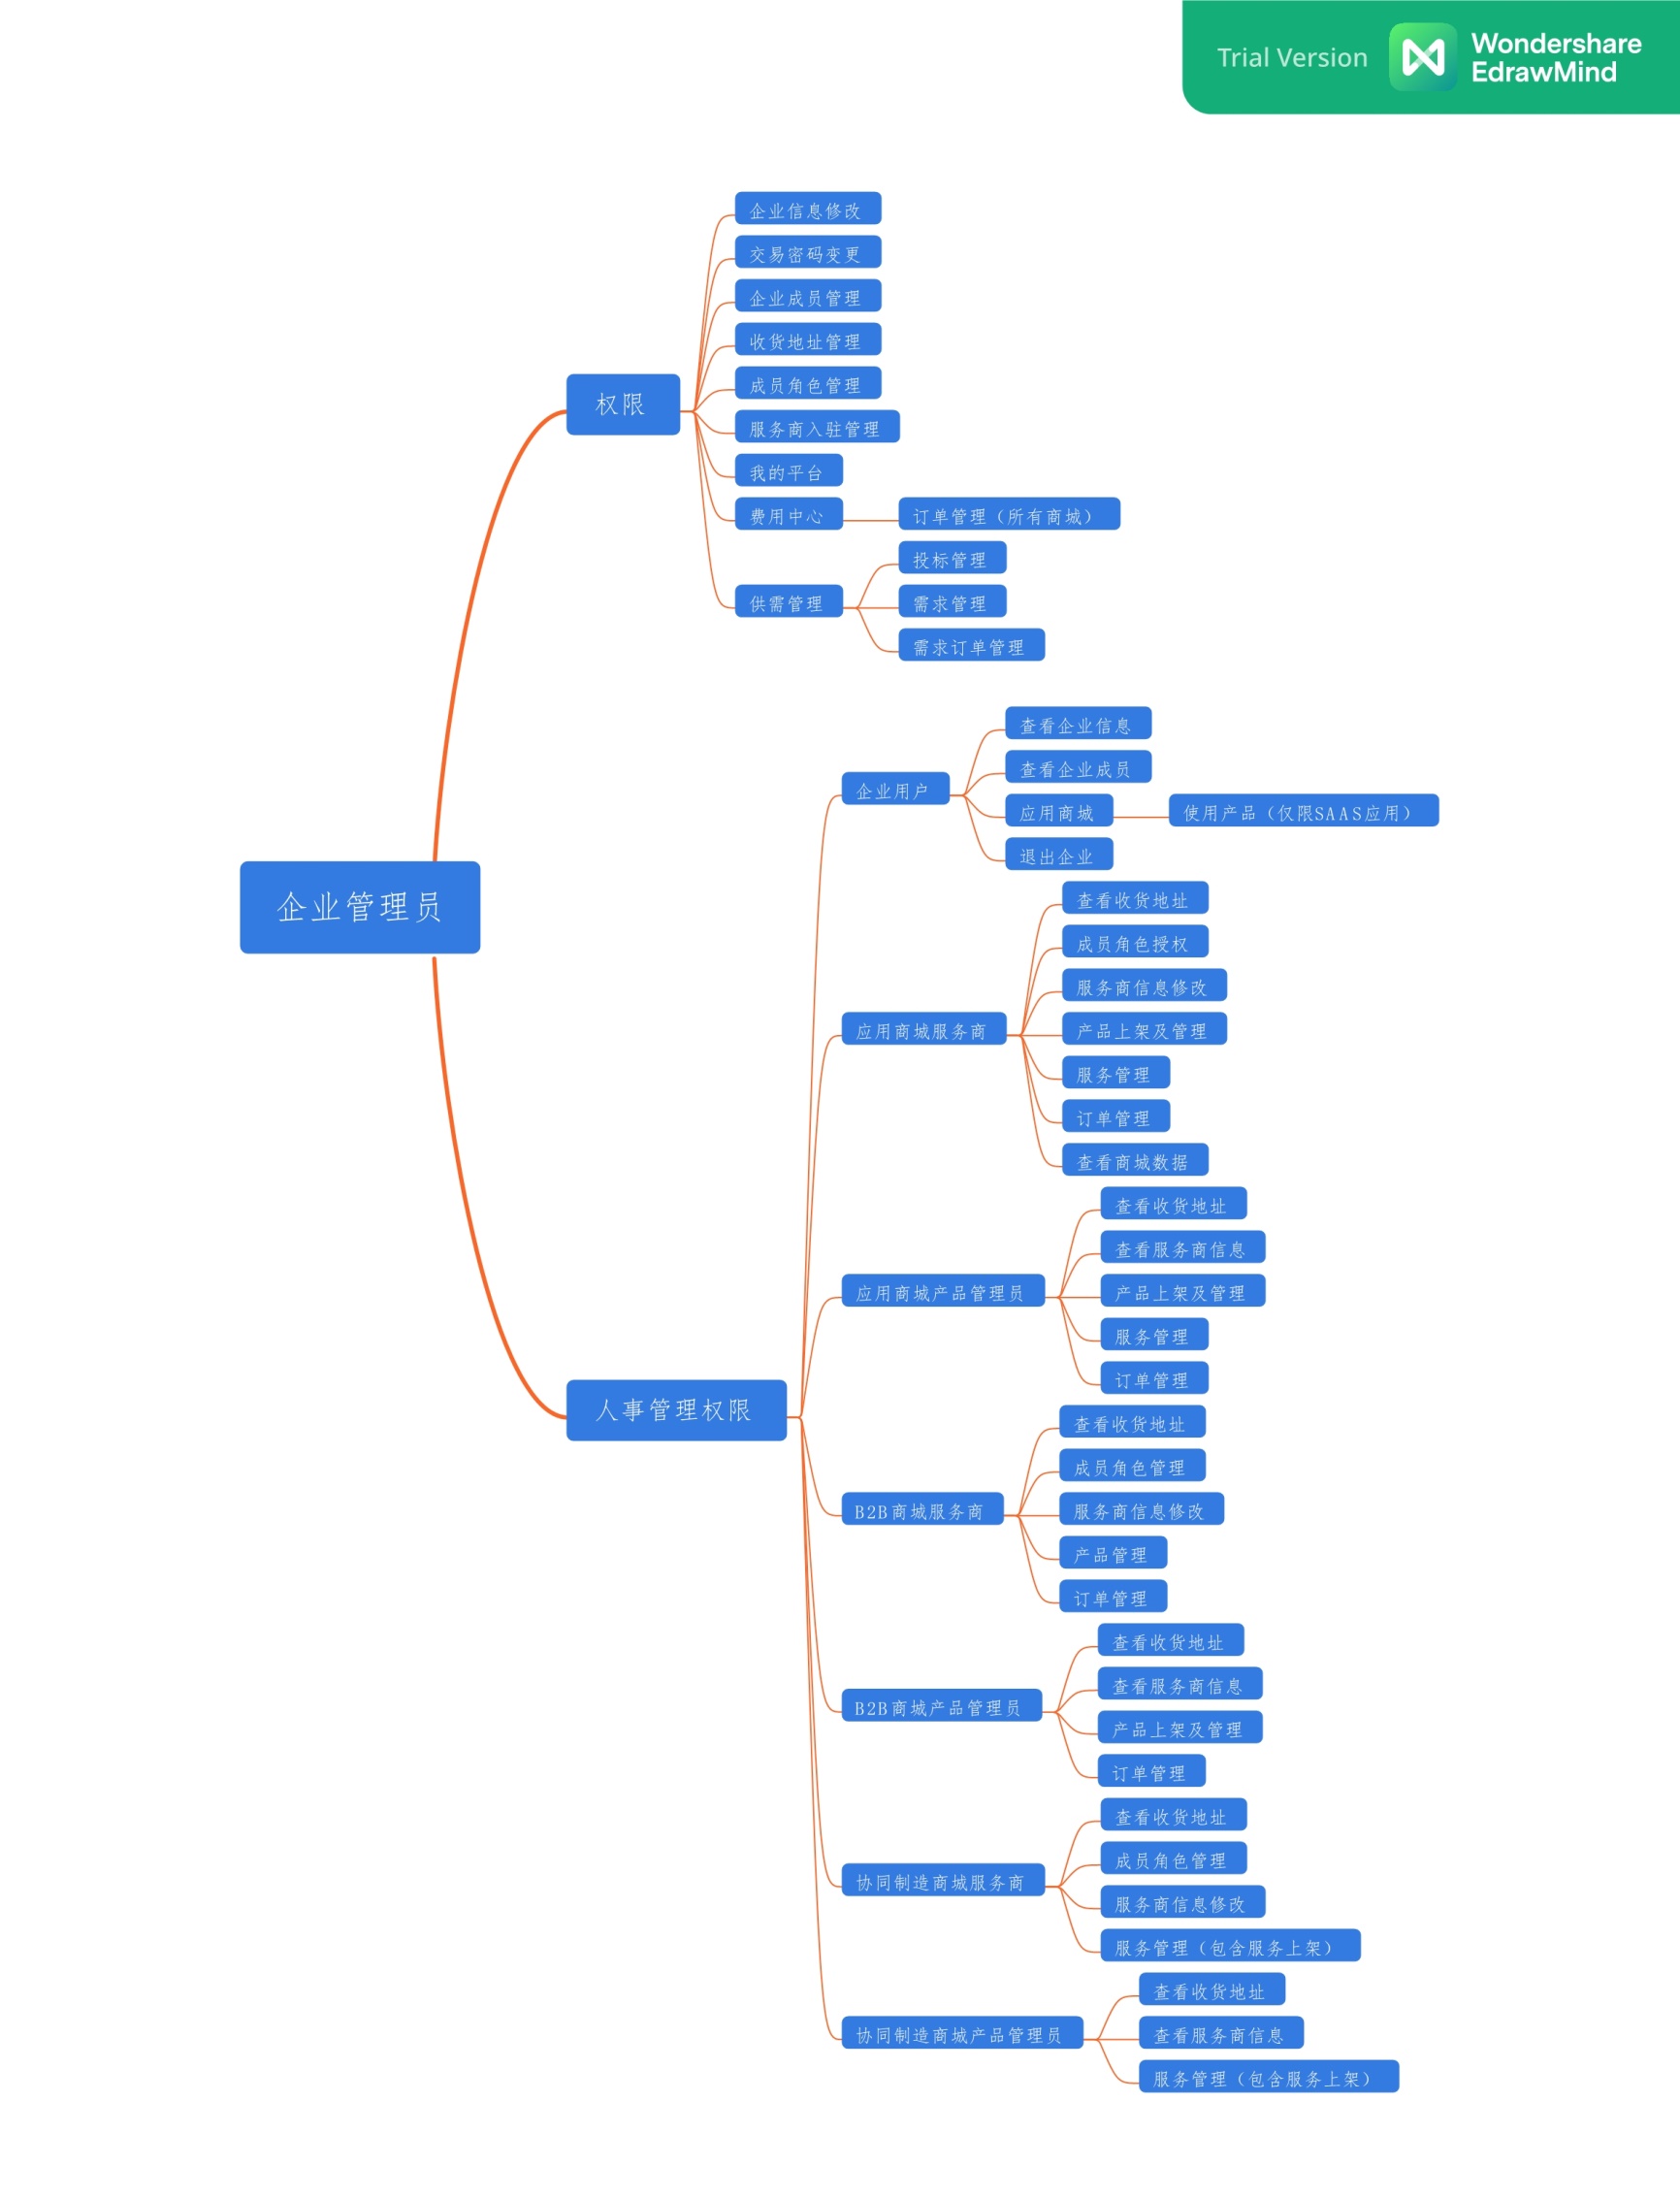 Trial Version
Wondershare
EdrawMind
企业管理员
权限
企业信息修改
交易密码变更
企业成员管理
收货地址管理
成员角色管理
服务商入驻管理
我的平台
费用中心
订单管理（所有商城）
供需管理
投标管理
需求管理
需求订单管理
人事管理权限
企业用户
查看企业信息
查看企业成员
应用商城
使用产品（仅限SAAS应用）
退出企业
应用商城服务商
查看收货地址
成员角色授权
服务商信息修改
产品上架及管理
服务管理
订单管理
查看商城数据
应用商城产品管理员
查看收货地址
查看服务商信息
产品上架及管理
服务管理
订单管理
B2B商城服务商
查看收货地址
成员角色管理
服务商信息修改
产品管理
订单管理
B2B商城产品管理员
查看收货地址
查看服务商信息
产品上架及管理
订单管理
协同制造商城服务商
查看收货地址
成员角色管理
服务商信息修改
服务管理（包含服务上架）
协同制造商城产品管理员
查看收货地址
查看服务商信息
服务管理（包含服务上架）